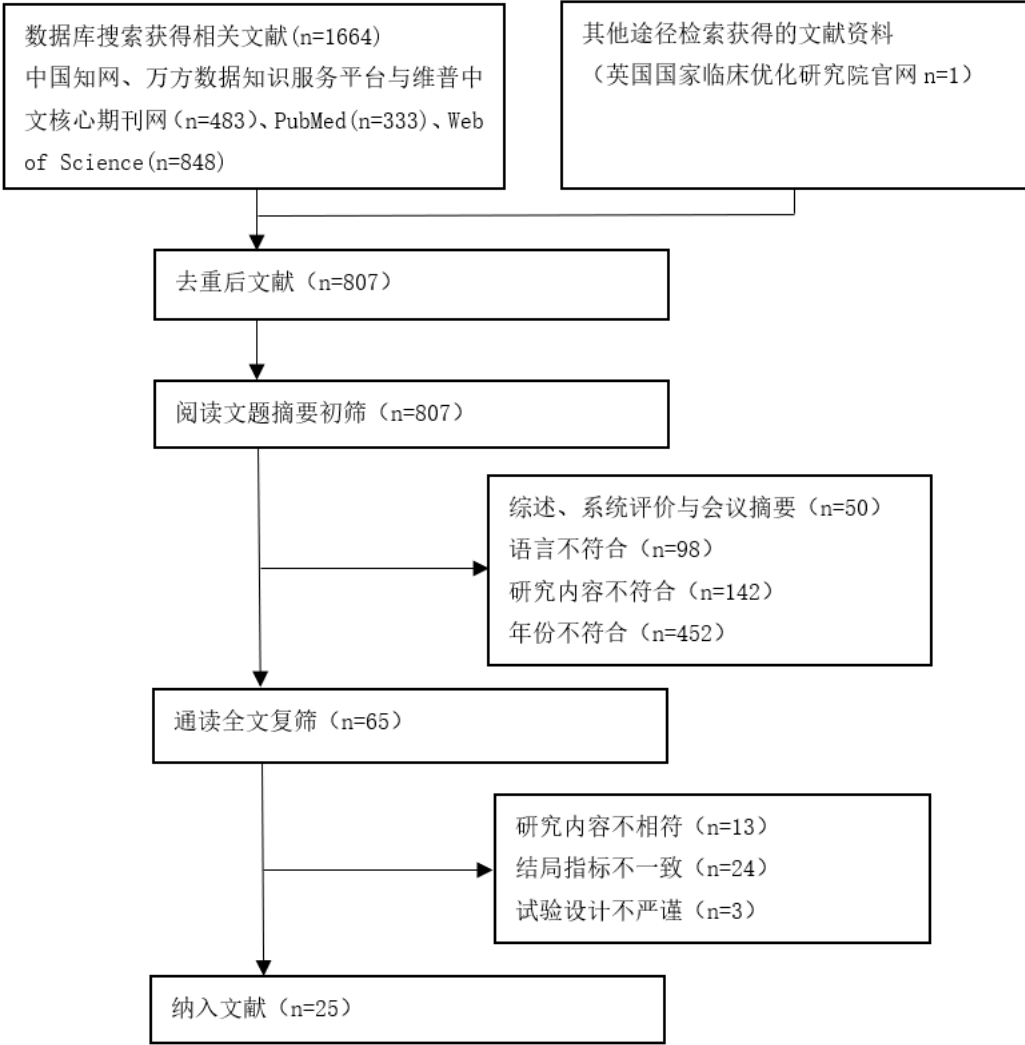 数据库搜索获得相关文献(n=1664)
中国知网、万方数据知识服务平台与维普中
文核心期刊网（n=483）、PubMed(n=333)、Web
of Science(n=848)
其他途径检索获得的文献资料
（英国国家临床优化研究院官网 n=1）
去重后文献（n=807）
阅读文题摘要初筛（n=807）
综述、系统评价与会议摘要（n=50）
语言不符合（n=98）
研究内容不符合（n=142）
年份不符合（n=452）
通读全文复筛（n=65）
研究内容不相符（n=13）
结局指标不一致（n=24）
试验设计不严谨（n=3）
纳入文献（n=25）